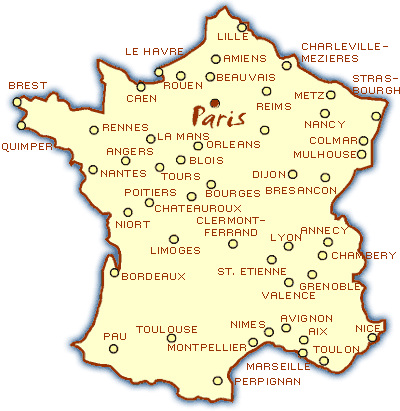 LILLE
LE HAVRE
CHARLEVILLE-
MEZIERES
AMIENS
BEAUVAIS
STRAS-
BOURGH
BREST
ROUEN
CAEN
REIMS
METZ
Paris
NANCY
RENNES
LA MANS
ORLEANS
COLMAR
QUIMPER
ANGERS
MULHOUSE
BLOIS
NANTES
TOURS
DIJON
BRESANCON
POITIERS
BOURGES
CHATEAUROUX
NIORT
CLERMONT-
FERRAND
ANNECY
LYON
LIMOGES
CHAMBERY
ST. ETIENNE
BORDEAUX
GRENOBLE
VALENCE
AVIGNON
NIMES
TOULOUSE
AIX
NICE
PAU
MONTPELLIER
TOULON
MARSEILLE
PERPIGNAN